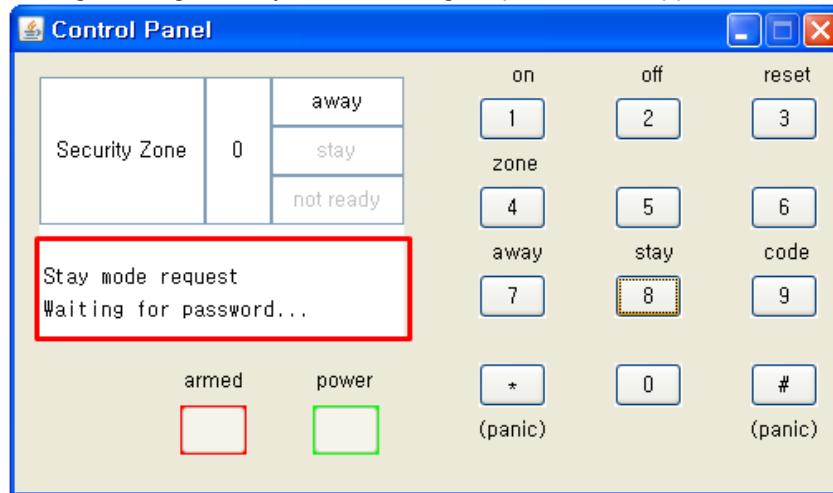 Control Panel
Security Zone
0
away
stay
not ready
Stay mode request
Waiting for password...
armed
power
on
off
reset
1
2
3
zone
4
5
6
away
stay
code
7
8
9
*
0
#
(panic)
(panic)